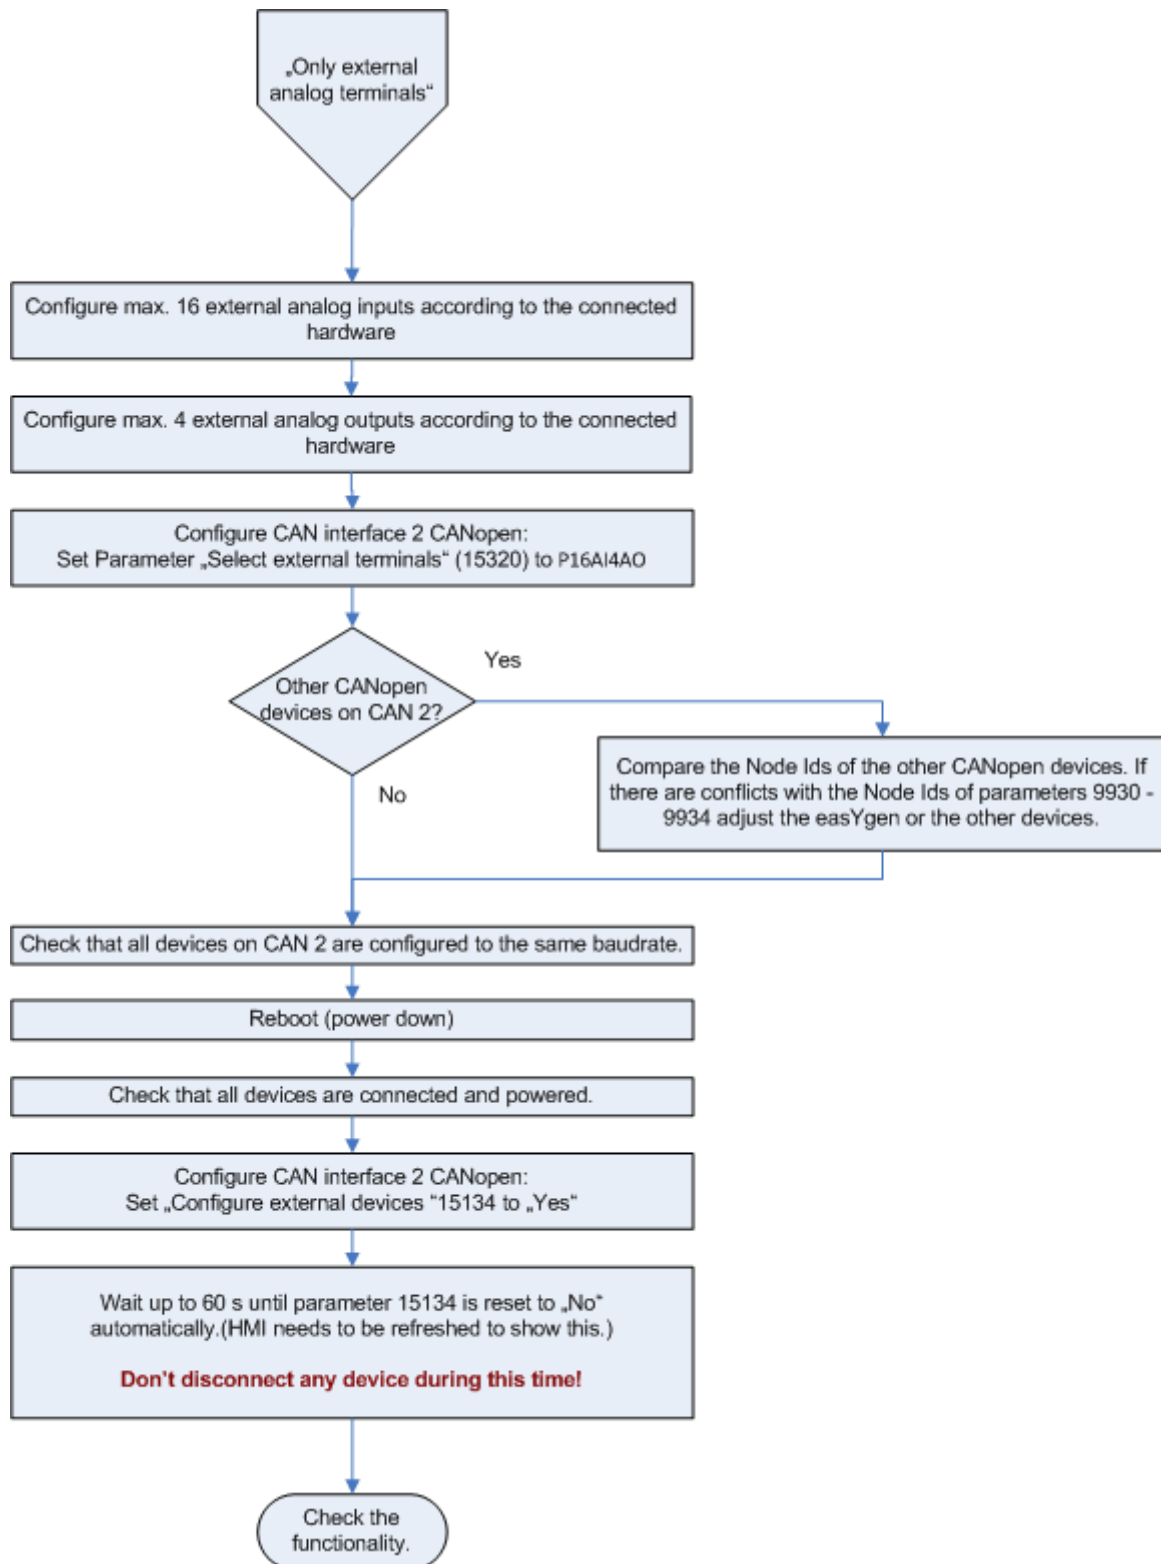 „Only external
analog terminals“
Configure max. 16 external analog inputs according to the connected
hardware
Configure max. 4 external analog outputs according to the connected
hardware
Configure CAN interface 2 CANopen:
Set Parameter „Select external terminals“ (15320) to P16AI4AO
Other CANopen
devices on CAN 2?
Yes
No
Compare the Node Ids of the other CANopen devices. If
there are conflicts with the Node Ids of parameters 9930 -
9934 adjust the easYgen or the other devices.
Check that all devices on CAN 2 are configured to the same baudrate.
Reboot (power down)
Check that all devices are connected and powered.
Configure CAN interface 2 CANopen:
Set „Configure external devices “15134 to „Yes“
Wait up to 60 s until parameter 15134 is reset to „No“
automatically.(HMI needs to be refreshed to show this.)
Don't disconnect any device during this time!
Check the
functionality.